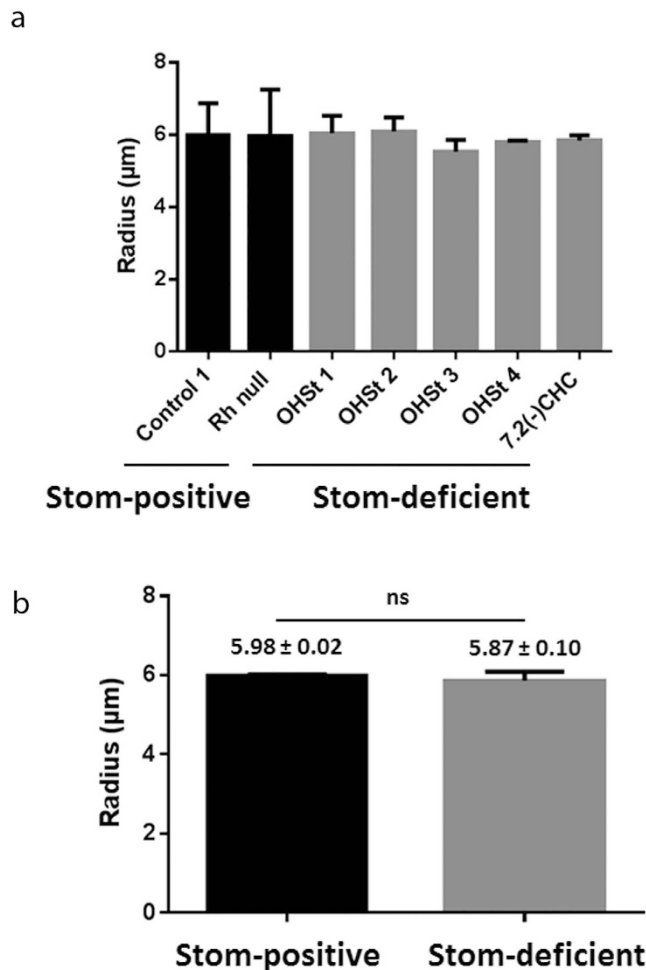 a
8
6
4
2
0
Radius (µm)
Control 1
Rh null
OHSt 1
OHSt 2
OHSt 3
OHSt 4
7.2(-)CHC
Stom-positive
Stom-deficient
b
8
6
4
2
0
Radius (µm)
ns
5.98 ± 0.02
5.87 ± 0.10
Stom-positive
Stom-deficient